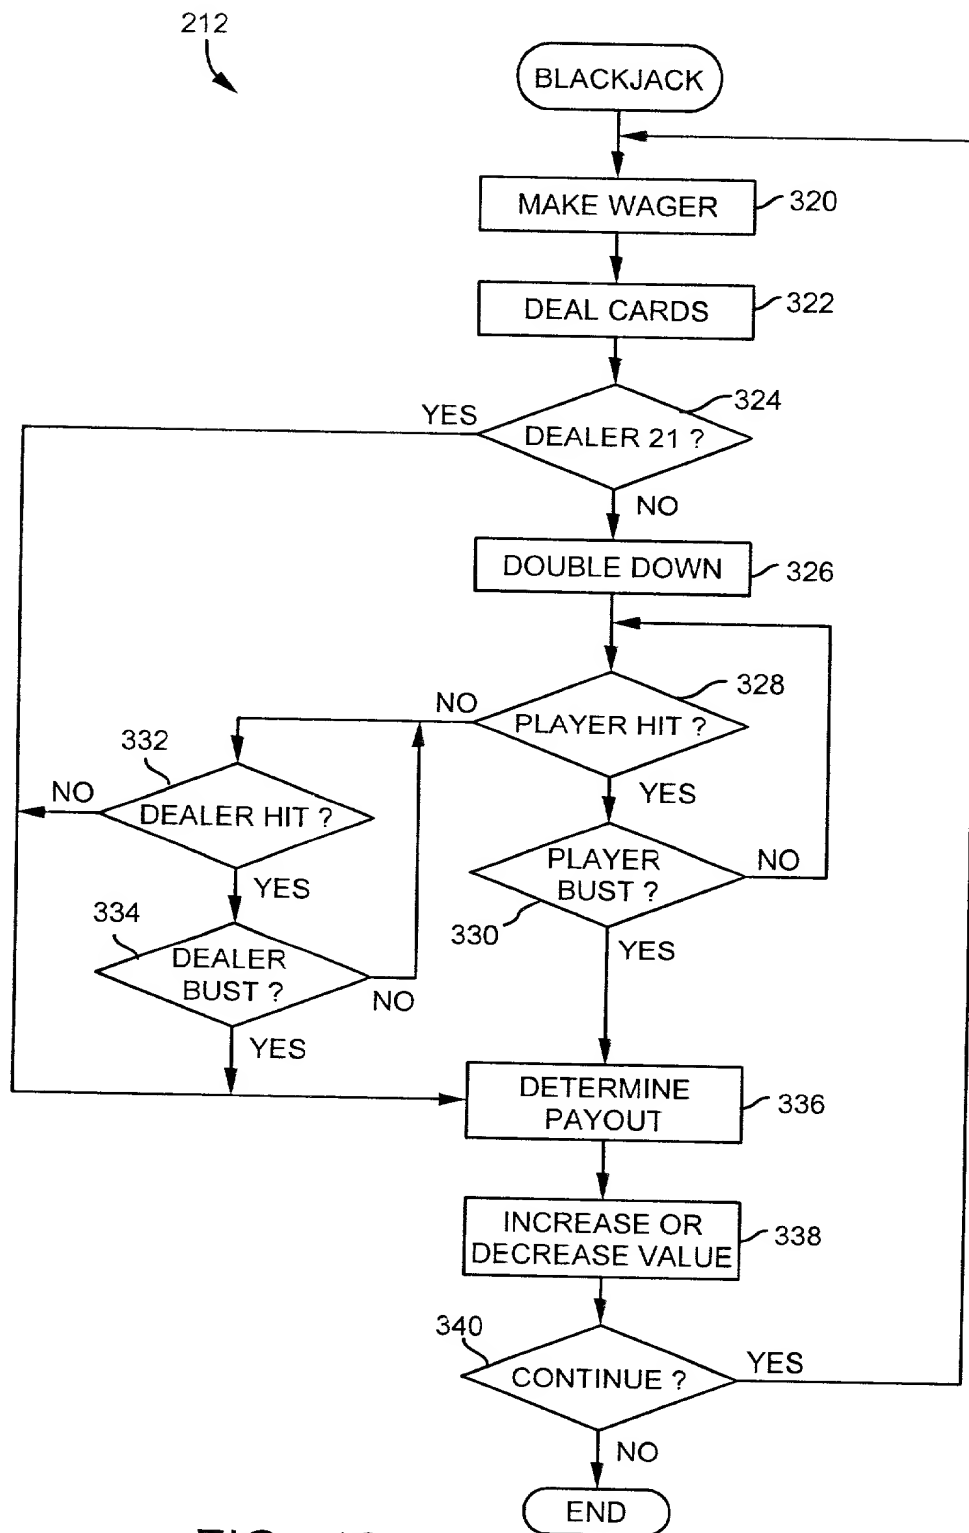 212
BLACKJACK
MAKE WAGER
320
DEAL CARDS
322
324
YES
DEALER 21 ?
NO
DOUBLE DOWN
326
328
NO
PLAYER HIT ?
332
YES
NO
DEALER HIT ?
PLAYER
BUST ?
NO
YES
330
334
YES
DEALER
BUST ?
NO
YES
DETERMINE
PAYOUT
336
INCREASE OR
DECREASE VALUE
338
340
YES
CONTINUE ?
NO
END